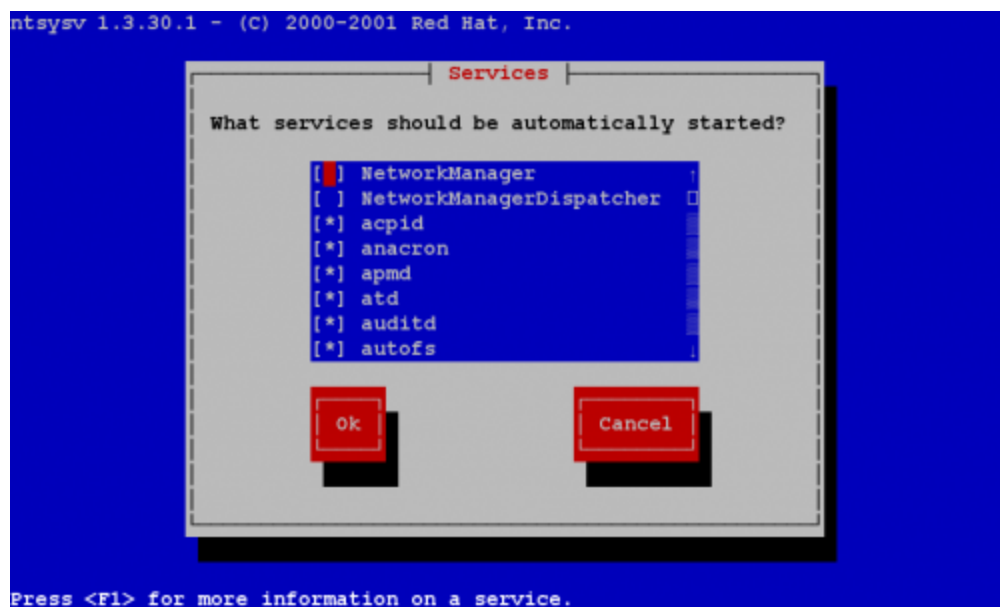 ntsysv 1.3.30.1 - (C) 2000-2001 Red Hat, Inc.
Services
What services should be automatically started?
[ ] NetworkManager
[ ] NetworkManagerDispatcher
[*] acpid
[*] anacron
[*] apmd
[*] atd
[*] auditd
[*] autofs
Ok Cancel
Press <F1> for more information on a service.